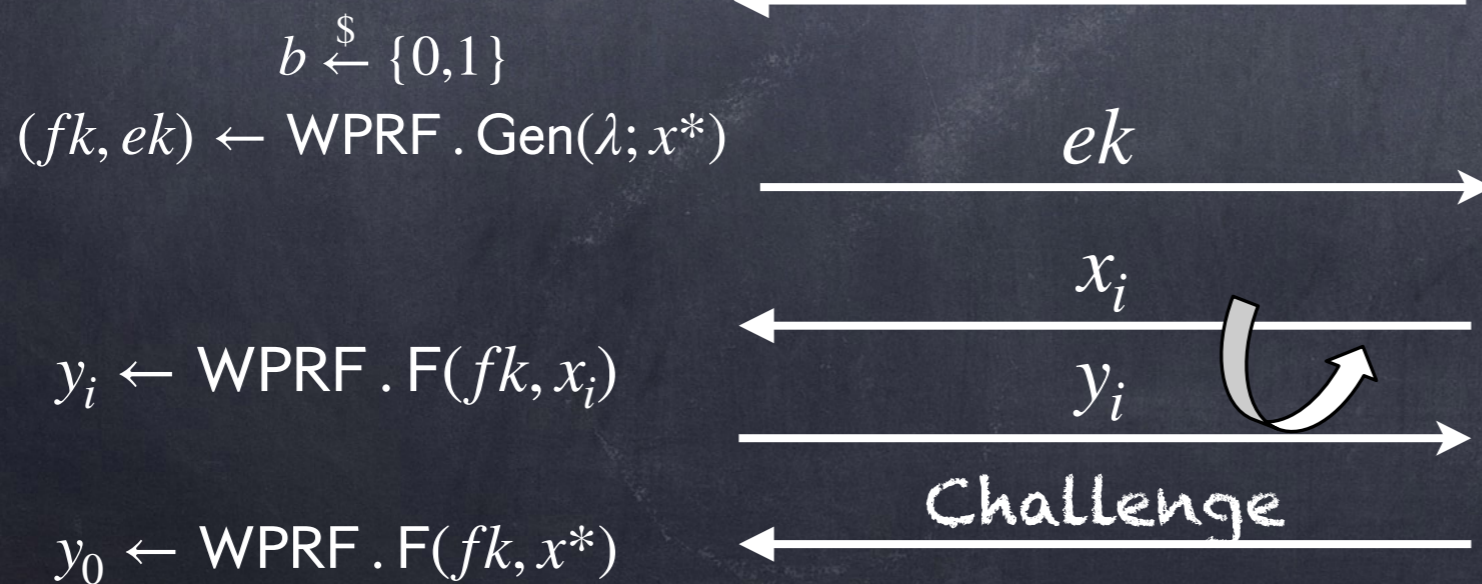 b $← {0,1}
(fk, ek) ← WPRF . Gen(λ; x*)
ek
x_i
y_i ← WPRF . F(fk, x_i)
y_i
Challenge
y_0 ← WPRF . F(fk, x*)